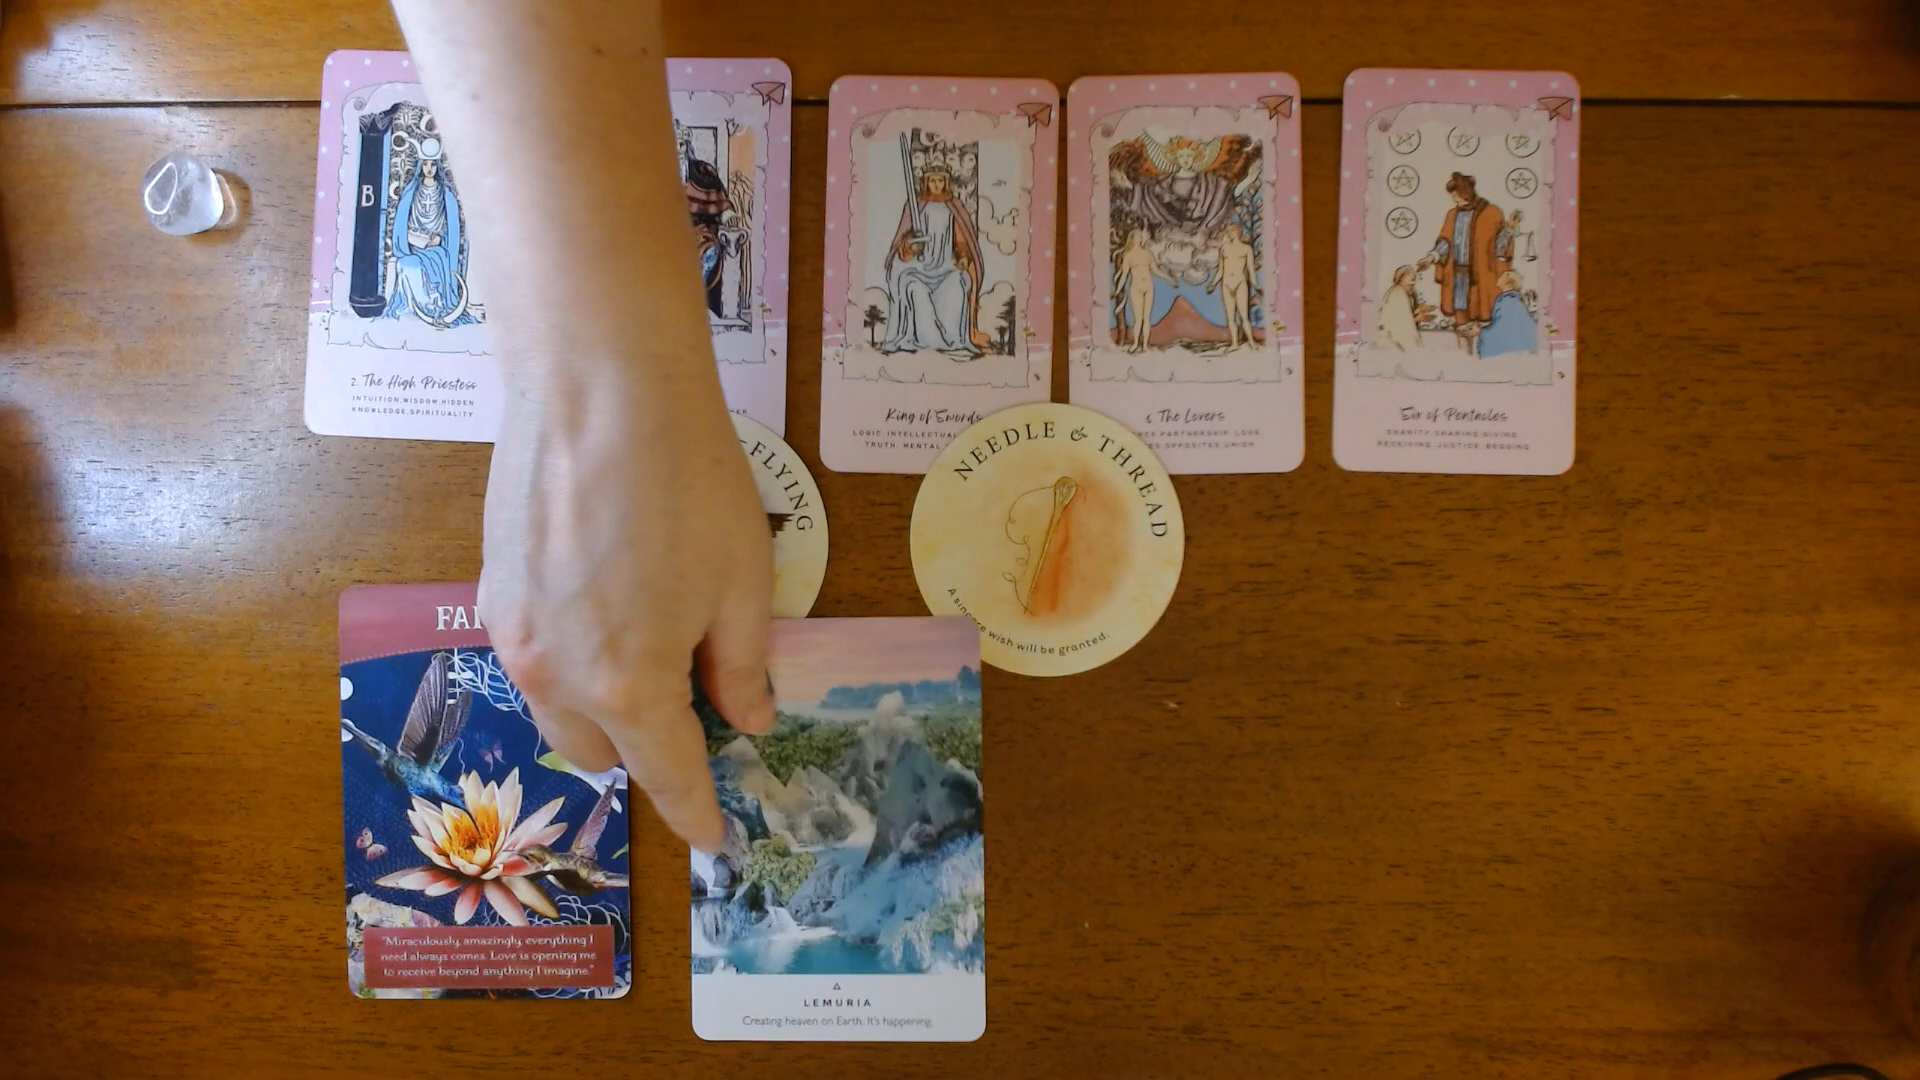 B
2. The High Priestess
INTUITION, WISDOM, HIDDEN
KNOWLEDGE, SPIRITUALITY
King of Swords
LOGIC
TRUTH, MENTAL
The Lovers
PARTNERSHIP, LOVE
OPPOSITES, UNION
Six of Pentacles
CHARITY, SHARING, GIVING,
RECEIVING, JUSTICE, BEGGING
FLYING
NEEDLE & THREAD
A sincere wish will be granted.
"Miraculously, amazingly, everything I
need always comes. Love is opening me
to receive beyond anything I imagine."
LEMURIA
Creating heaven on Earth. It's happening.